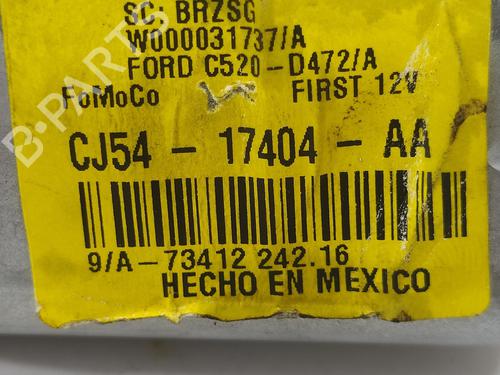 SC: BRZSG
W000031737/A
FORD C520-D472/A
FoMoCo FIRST 12V
CJ54 - 17404 - AA
9/A-73412 242.16
HECHO EN MEXICO
B-PARTS